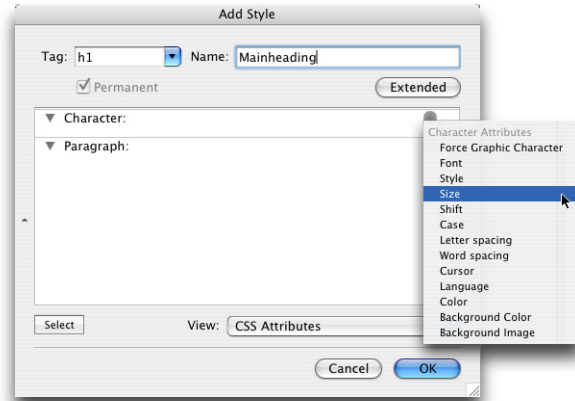 Add Style
Tag: h1 Name: Mainheading
Permanent Extended
Character:
Paragraph:
Character Attributes
Force Graphic Character
Font
Style
Size
Shift
Case
Letter spacing
Word spacing
Cursor
Language
Color
Background Color
Background Image
Select View: CSS Attributes
Cancel OK